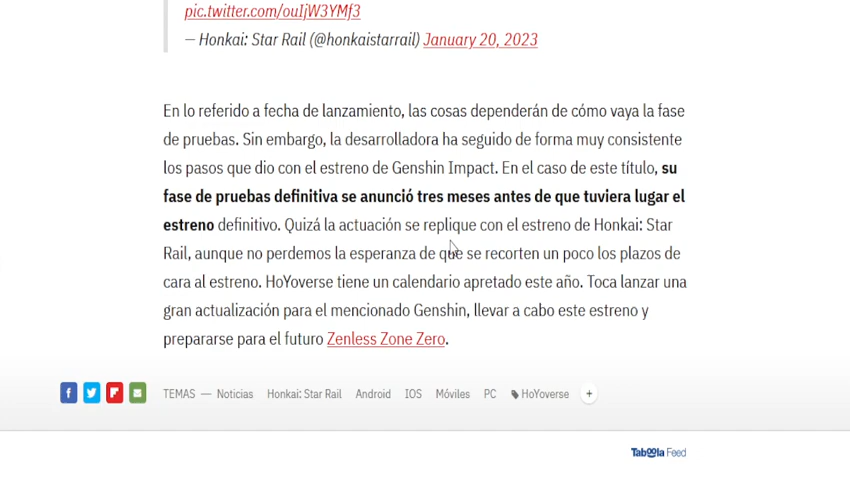 pic.twitter.com/ouIjW3YMf3
— Honkai: Star Rail (@honkaistarrail) January 20, 2023
En lo referido a fecha de lanzamiento, las cosas dependerán de cómo vaya la fase
de pruebas. Sin embargo, la desarrolladora ha seguido de forma muy consistente
los pasos que dio con el estreno de Genshin Impact. En el caso de este título, su
fase de pruebas definitiva se anunció tres meses antes de que tuviera lugar el
estreno definitivo. Quizá la actuación se replique con el estreno de Honkai: Star
Rail, aunque no perdemos la esperanza de que se recorten un poco los plazos de
cara al estreno. HoYoverse tiene un calendario apretado este año. Toca lanzar una
gran actualización para el mencionado Genshin, llevar a cabo este estreno y
prepararse para el futuro Zenless Zone Zero.
TEMAS — Noticias Honkai: Star Rail Android IOS Móviles PC HoYoverse +
Taboola Feed